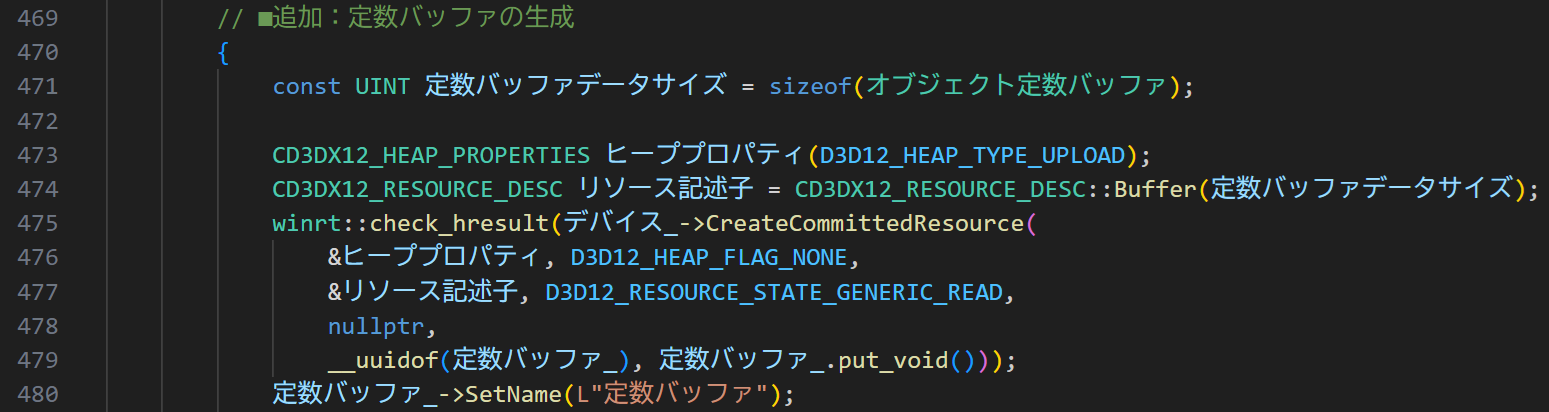 469 // ■追加：定数バッファの生成
470 {
471 const UINT 定数バッファデータサイズ = sizeof(オブジェクト定数バッファ);
472
473 CD3DX12_HEAP_PROPERTIES ヒーププロパティ(D3D12_HEAP_TYPE_UPLOAD);
474 CD3DX12_RESOURCE_DESC リソース記述子 = CD3DX12_RESOURCE_DESC::Buffer(定数バッファデータサイズ);
475 winrt::check_hresult(デバイス_->CreateCommittedResource(
476 &ヒーププロパティ, D3D12_HEAP_FLAG_NONE,
477 &リソース記述子, D3D12_RESOURCE_STATE_GENERIC_READ,
478 nullptr,
479 __uuidof(定数バッファ_), 定数バッファ_.put_void()));
480 定数バッファ_->SetName(L"定数バッファ");